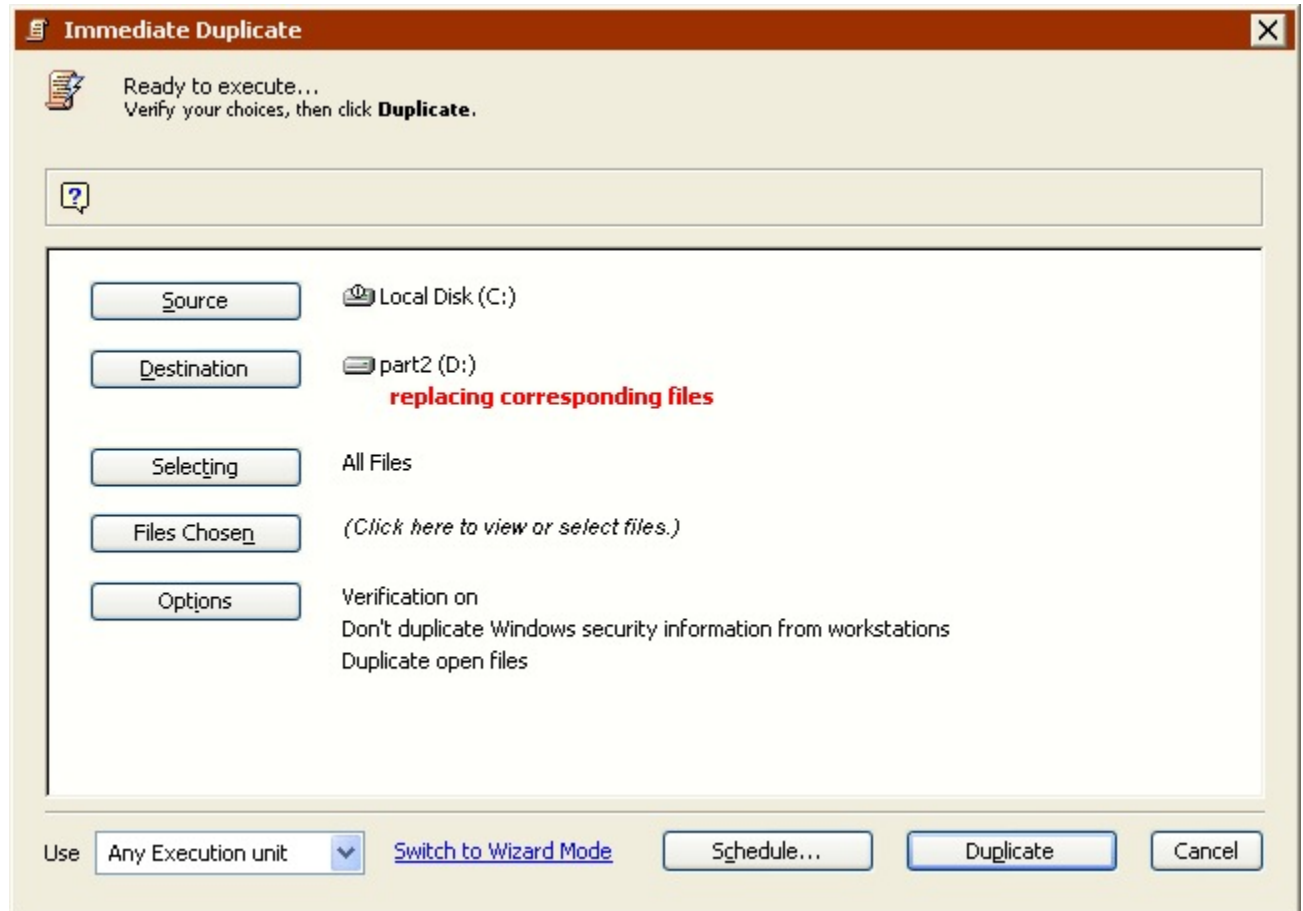 Immediate Duplicate
Ready to execute...
Verify your choices, then click Duplicate.
?
Source Local Disk (C:)
Destination part2 (D:)
replacing corresponding files
Selecting All Files
Files Chosen (Click here to view or select files.)
Options Verification on
Don't duplicate Windows security information from workstations
Duplicate open files
Use Any Execution unit Switch to Wizard Mode Schedule... Duplicate Cancel